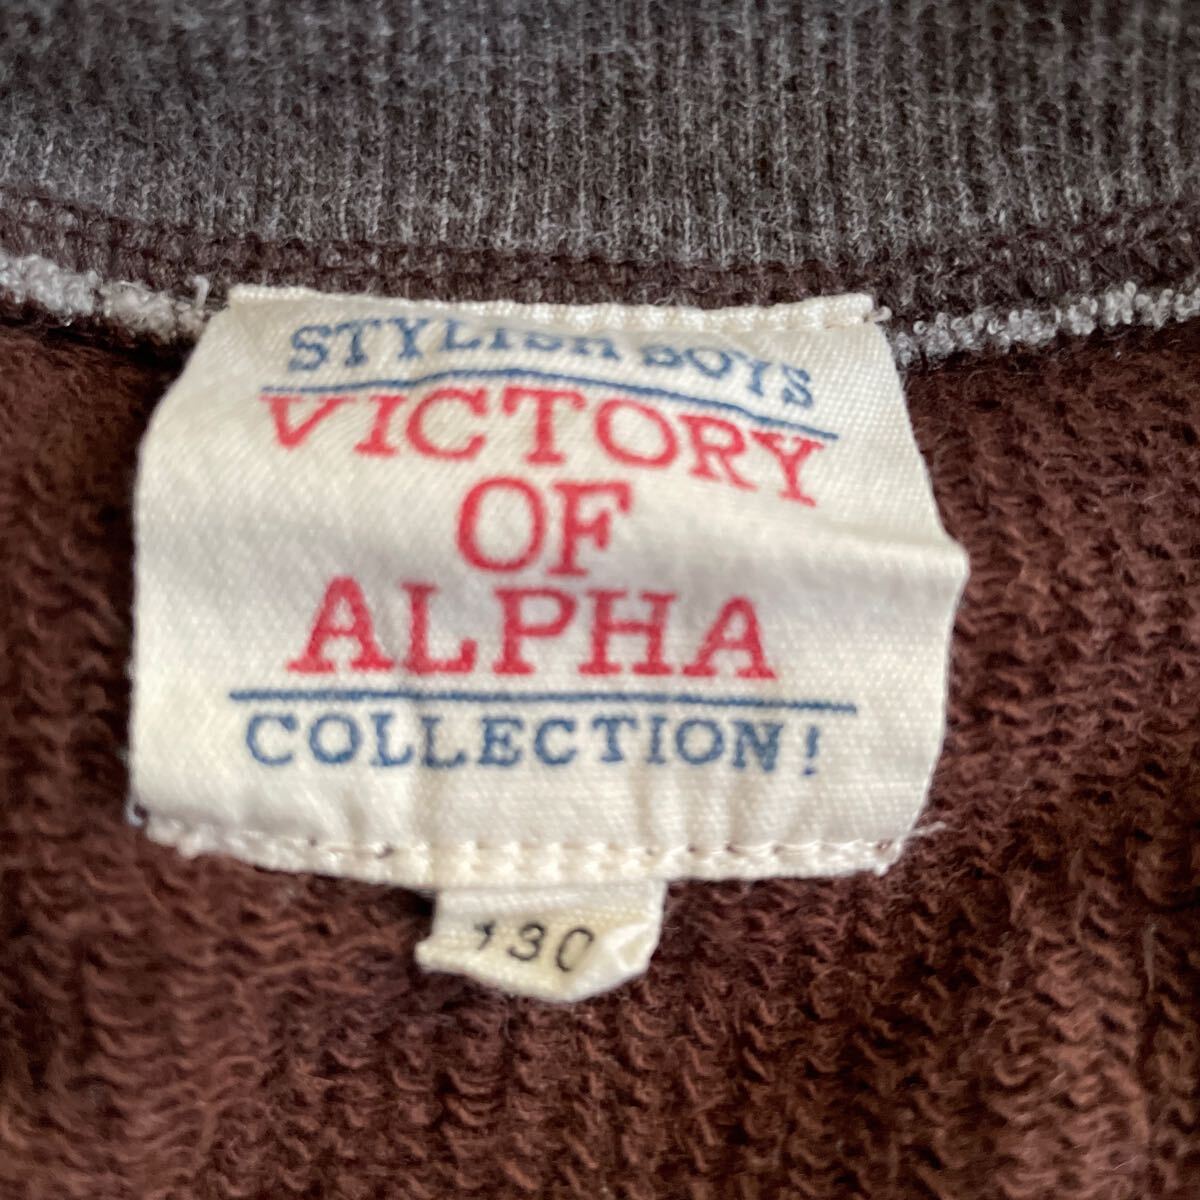 STYLISH BOYS
VICTORY
OF
ALPHA
COLLECTION!
130